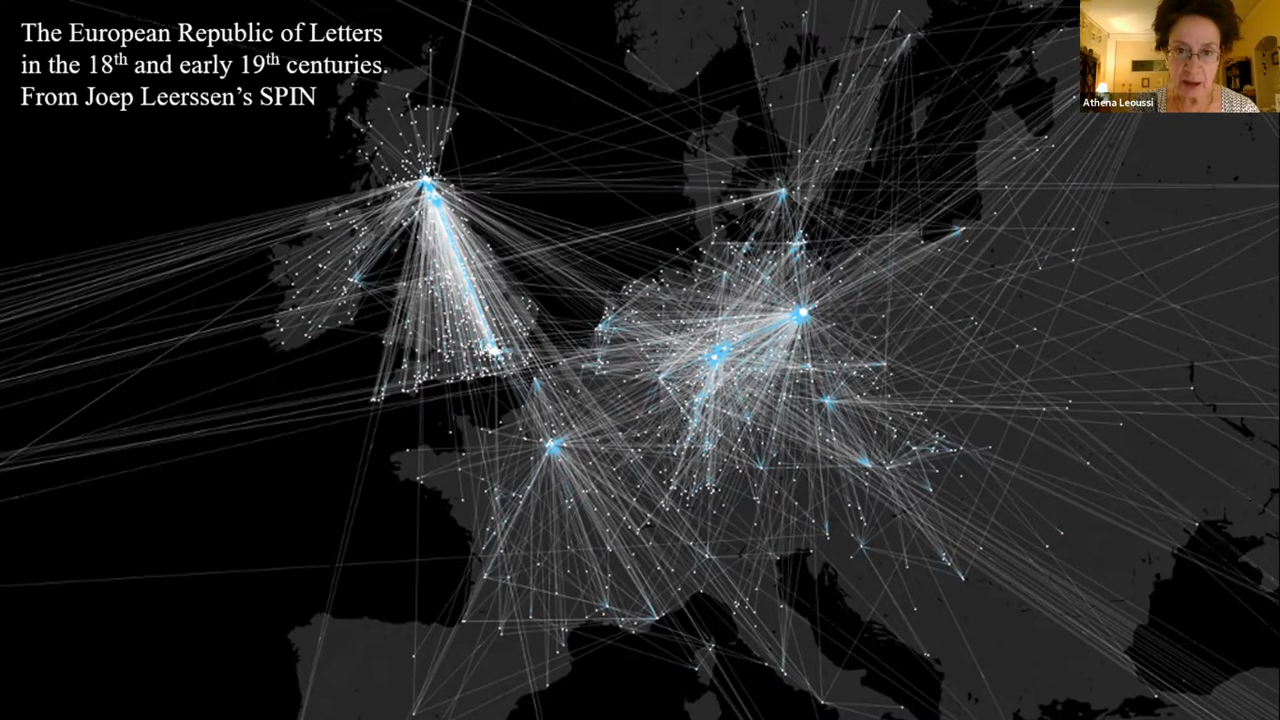 The European Republic of Letters
in the 18th and early 19th centuries.
From Joep Leerssen's SPIN
Athena Leoussi